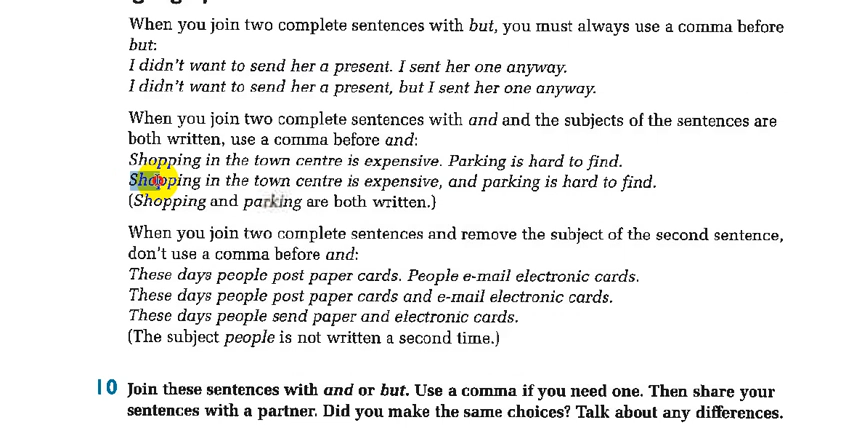 When you join two complete sentences with but, you must always use a comma before
but:
I didn't want to send her a present. I sent her one anyway.
I didn't want to send her a present, but I sent her one anyway.
When you join two complete sentences with and and the subjects of the sentences are
both written, use a comma before and:
Shopping in the town centre is expensive. Parking is hard to find.
Shopping in the town centre is expensive, and parking is hard to find.
(Shopping and parking are both written.)
When you join two complete sentences and remove the subject of the second sentence,
don't use a comma before and:
These days people post paper cards. People e-mail electronic cards.
These days people post paper cards and e-mail electronic cards.
These days people send paper and electronic cards.
(The subject people is not written a second time.)
10 Join these sentences with and or but. Use a comma if you need one. Then share your
sentences with a partner. Did you make the same choices? Talk about any differences.